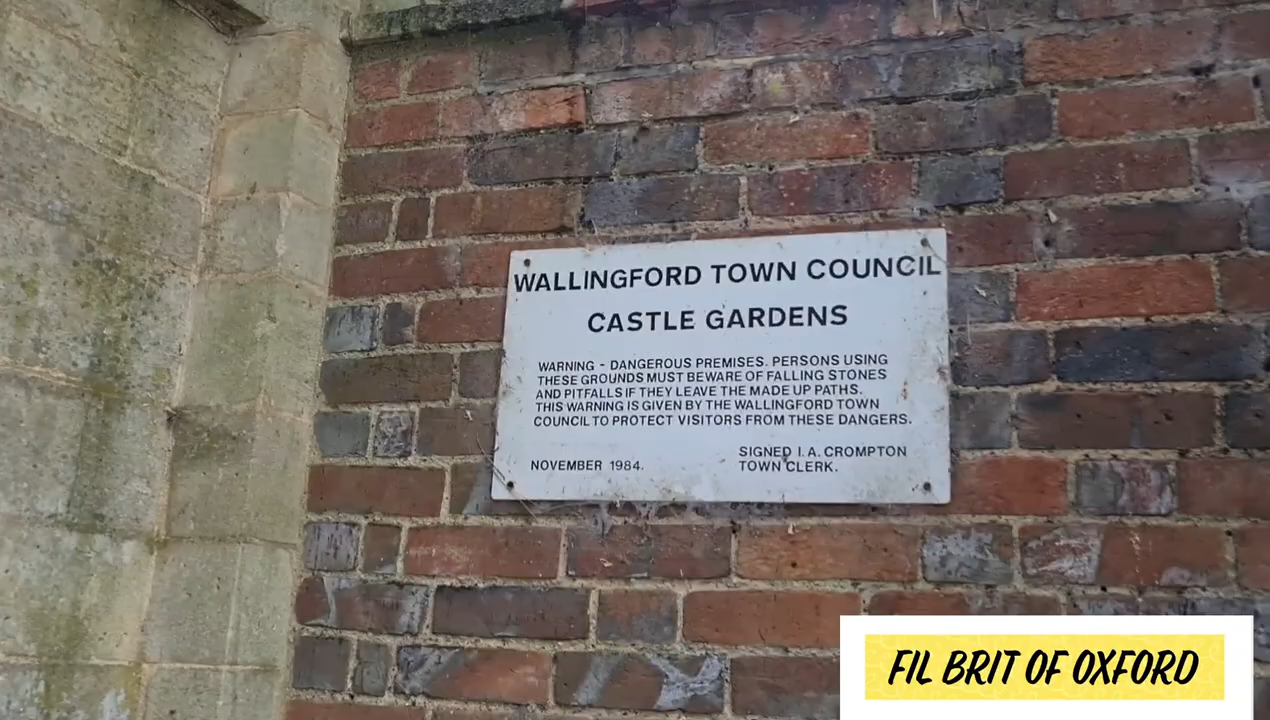 WALLINGFORD TOWN COUNCIL
CASTLE GARDENS
WARNING - DANGEROUS PREMISES. PERSONS USING
THESE GROUNDS MUST BEWARE OF FALLING STONES
AND PITFALLS IF THEY LEAVE THE MADE UP PATHS.
THIS WARNING IS GIVEN BY THE WALLINGFORD TOWN
COUNCIL TO PROTECT VISITORS FROM THESE DANGERS.
NOVEMBER 1984.
SIGNED I. A. CROMPTON
TOWN CLERK.
FIL BRIT OF OXFORD